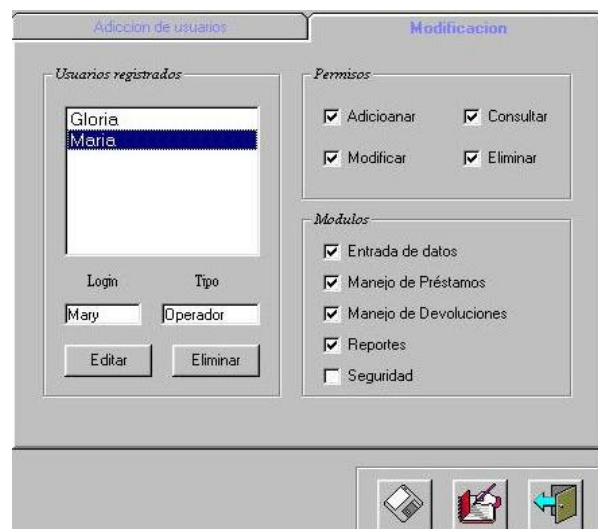 Adiccion de usuarios
Modificacion
Usuarios registrados
Gloria
Maria
Login
Tipo
Mary
Operador
Editar
Eliminar
Permisos
Adicioanar
Consultar
Modificar
Eliminar
Modulos
Entrada de datos
Manejo de Préstamos
Manejo de Devoluciones
Reportes
Seguridad